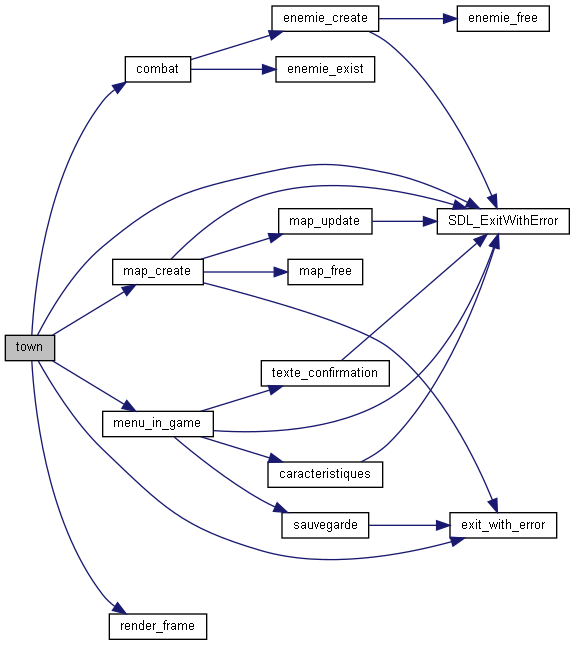 enemie_create
enemie_free
combat
enemie_exist
map_update
SDL_ExitWithError
map_create
map_free
town
texte_confirmation
menu_in_game
caracteristiques
sauvegarde
exit_with_error
render_frame